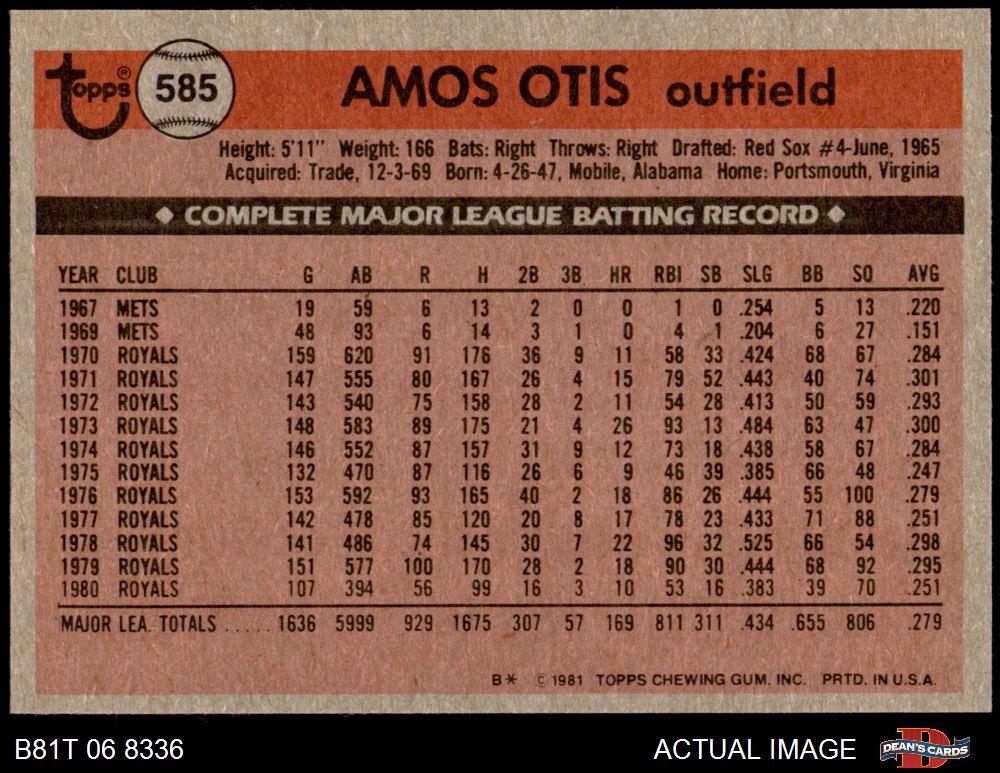 topps® 585 AMOS OTIS outfield
Height: 5'11" Weight: 166 Bats: Right Throws: Right Drafted: Red Sox #4-June, 1965
Acquired: Trade, 12-3-69 Born: 4-26-47, Mobile, Alabama Home: Portsmouth, Virginia
◆ COMPLETE MAJOR LEAGUE BATTING RECORD ◆
YEAR CLUB G AB R H 2B 3B HR RBI SB SLG BB SO AVG
1967 METS 19 59 6 13 2 0 0 1 0 .254 5 13 .220
1969 METS 48 93 6 14 3 1 0 4 1 .204 6 27 .151
1970 ROYALS 159 620 91 176 36 9 11 58 33 .424 68 67 .284
1971 ROYALS 147 555 80 167 26 4 15 79 52 .443 40 74 .301
1972 ROYALS 143 540 75 158 28 2 11 54 28 .413 50 59 .293
1973 ROYALS 148 583 89 175 21 4 26 93 13 .484 63 47 .300
1974 ROYALS 146 552 87 157 31 9 12 73 18 .438 58 67 .284
1975 ROYALS 132 470 87 116 26 6 9 46 39 .385 66 48 .247
1976 ROYALS 153 592 93 165 40 2 18 86 26 .444 55 100 .279
1977 ROYALS 142 478 85 120 20 8 17 78 23 .433 71 88 .251
1978 ROYALS 141 486 74 145 30 7 22 96 32 .525 66 54 .298
1979 ROYALS 151 577 100 170 28 2 18 90 30 .444 68 92 .295
1980 ROYALS 107 394 56 99 16 3 10 53 16 .383 39 70 .251
MAJOR LEA. TOTALS ..... 1636 5999 929 1675 307 57 169 811 311 .434 .655 806 .279
B* © 1981 TOPPS CHEWING GUM, INC. PRTD. IN U.S.A.
B81T 06 8336 ACTUAL IMAGE DEAN'S CARDS